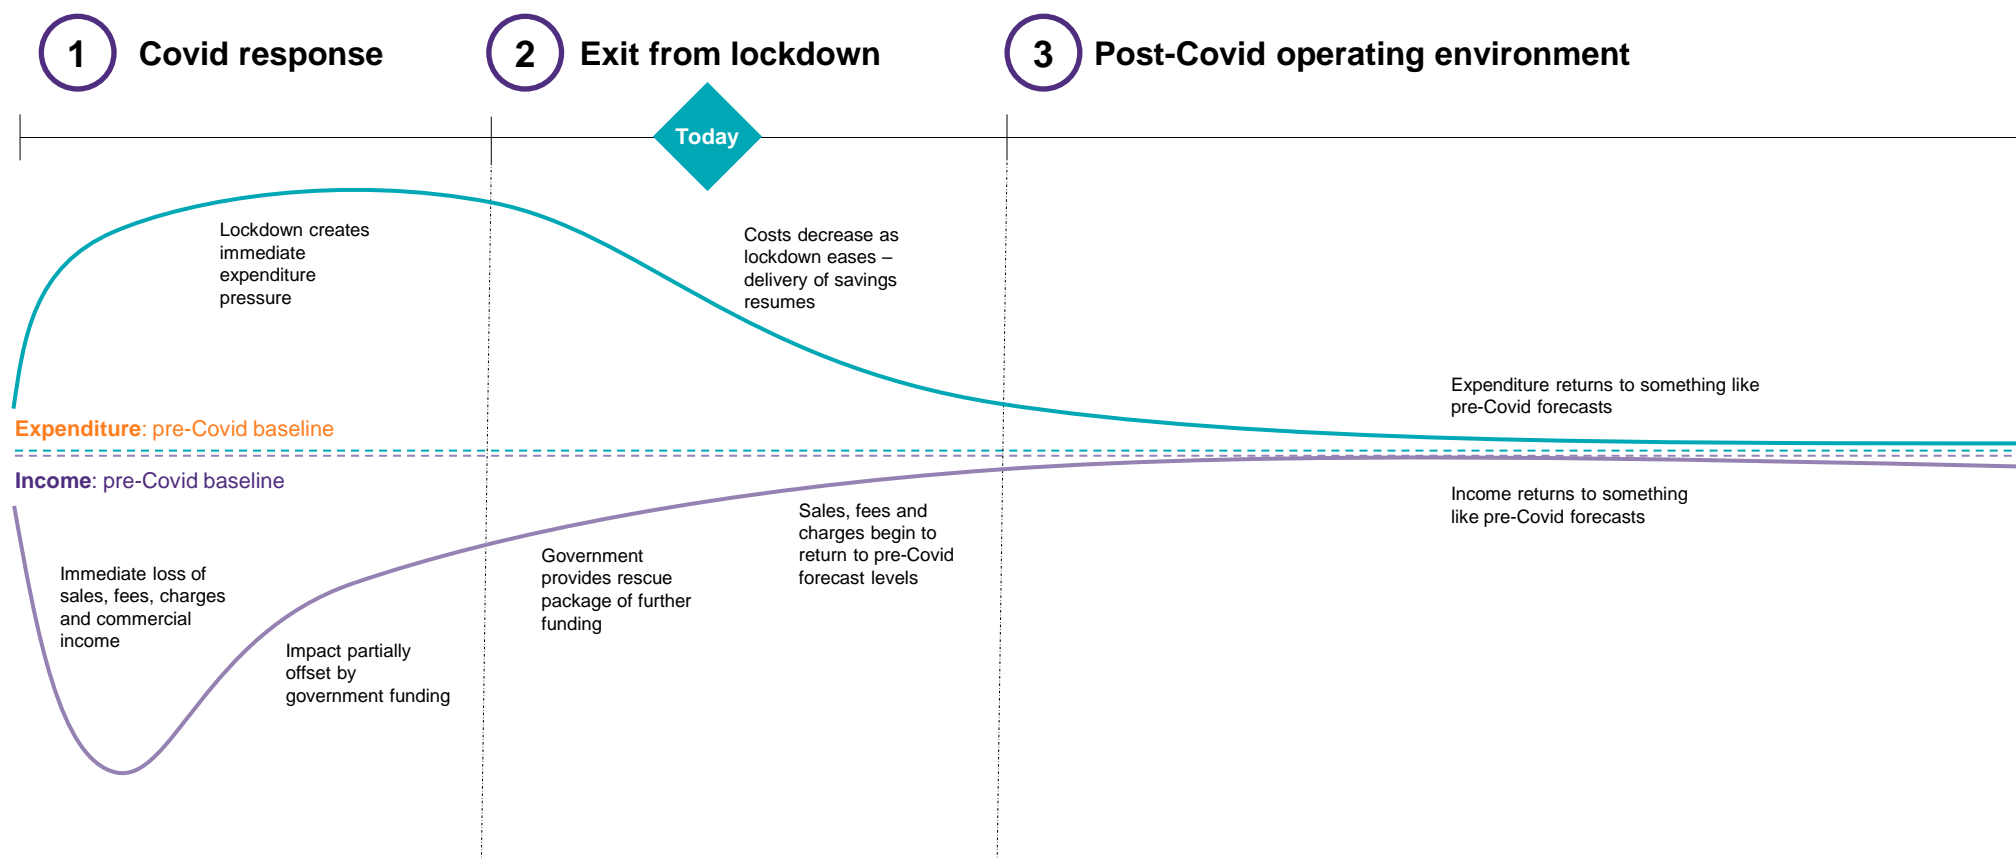 1 Covid response
2 Exit from lockdown
3 Post-Covid operating environment
Today
Lockdown creates
immediate
expenditure
pressure
Costs decrease as
lockdown eases –
delivery of savings
resumes
Expenditure returns to something like
pre-Covid forecasts
Expenditure: pre-Covid baseline
Income: pre-Covid baseline
Immediate loss of
sales, fees, charges
and commercial
income
Impact partially
offset by
government funding
Government
provides rescue
package of further
funding
Sales, fees and
charges begin to
return to pre-Covid
forecast levels
Income returns to something
like pre-Covid forecasts